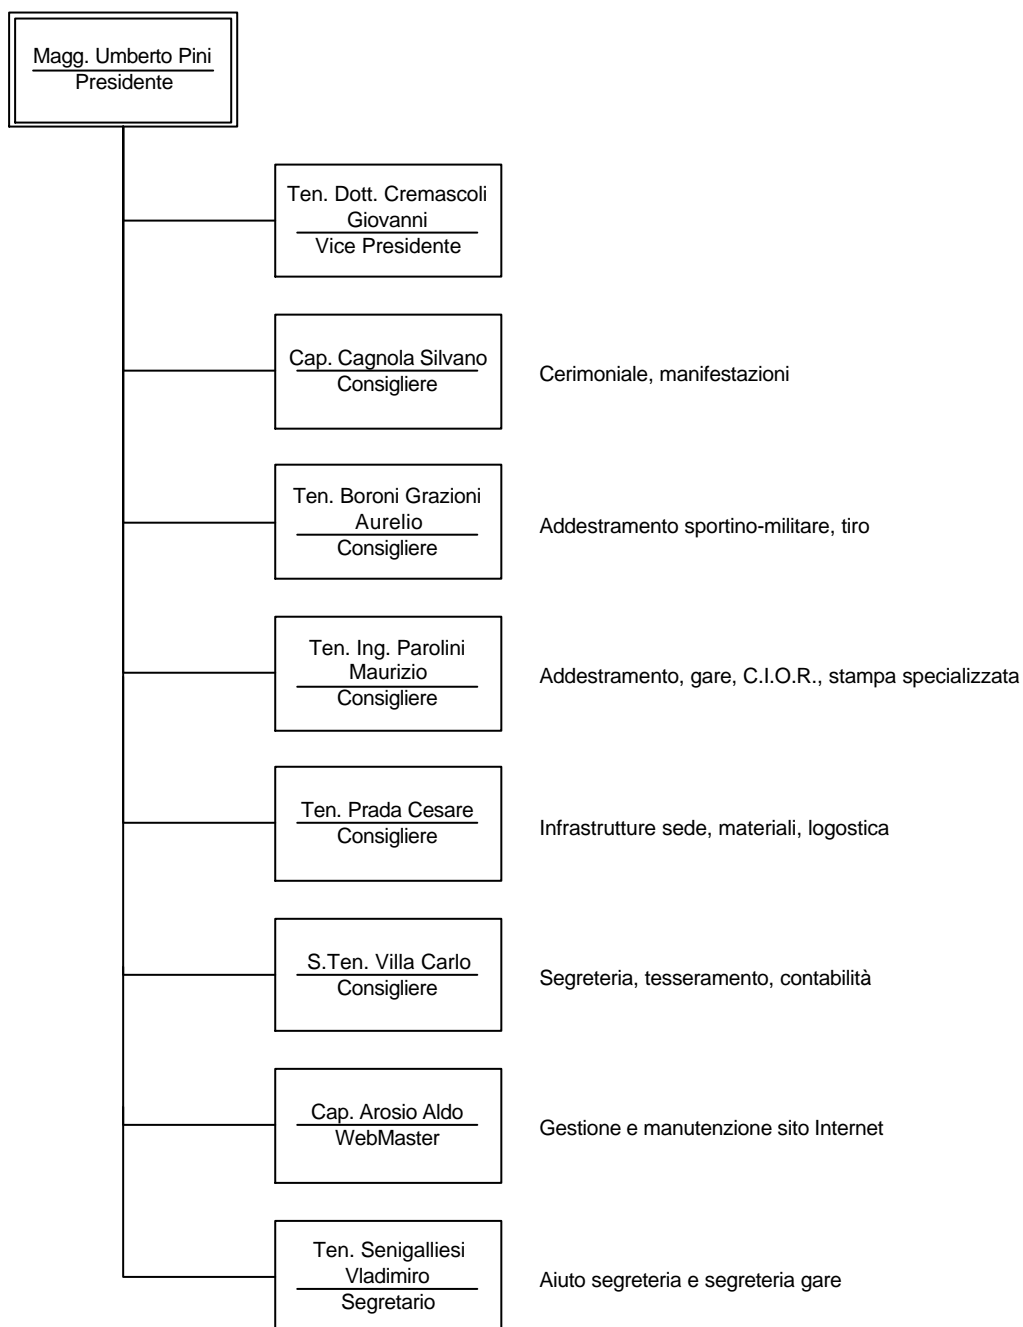 Magg. Umberto Pini
Presidente
Ten. Dott. Cremascoli
Giovanni
Vice Presidente
Cap. Cagnola Silvano
Consigliere
Cerimoniale, manifestazioni
Ten. Boroni Grazioni
Aurelio
Consigliere
Addestramento sportino-militare, tiro
Ten. Ing. Parolini
Maurizio
Consigliere
Addestramento, gare, C.I.O.R., stampa specializzata
Ten. Prada Cesare
Consigliere
Infrastrutture sede, materiali, logostica
S.Ten. Villa Carlo
Consigliere
Segreteria, tesseramento, contabilità
Cap. Arosio Aldo
WebMaster
Gestione e manutenzione sito Internet
Ten. Senigalliesi
Vladimiro
Segretario
Aiuto segreteria e segreteria gare